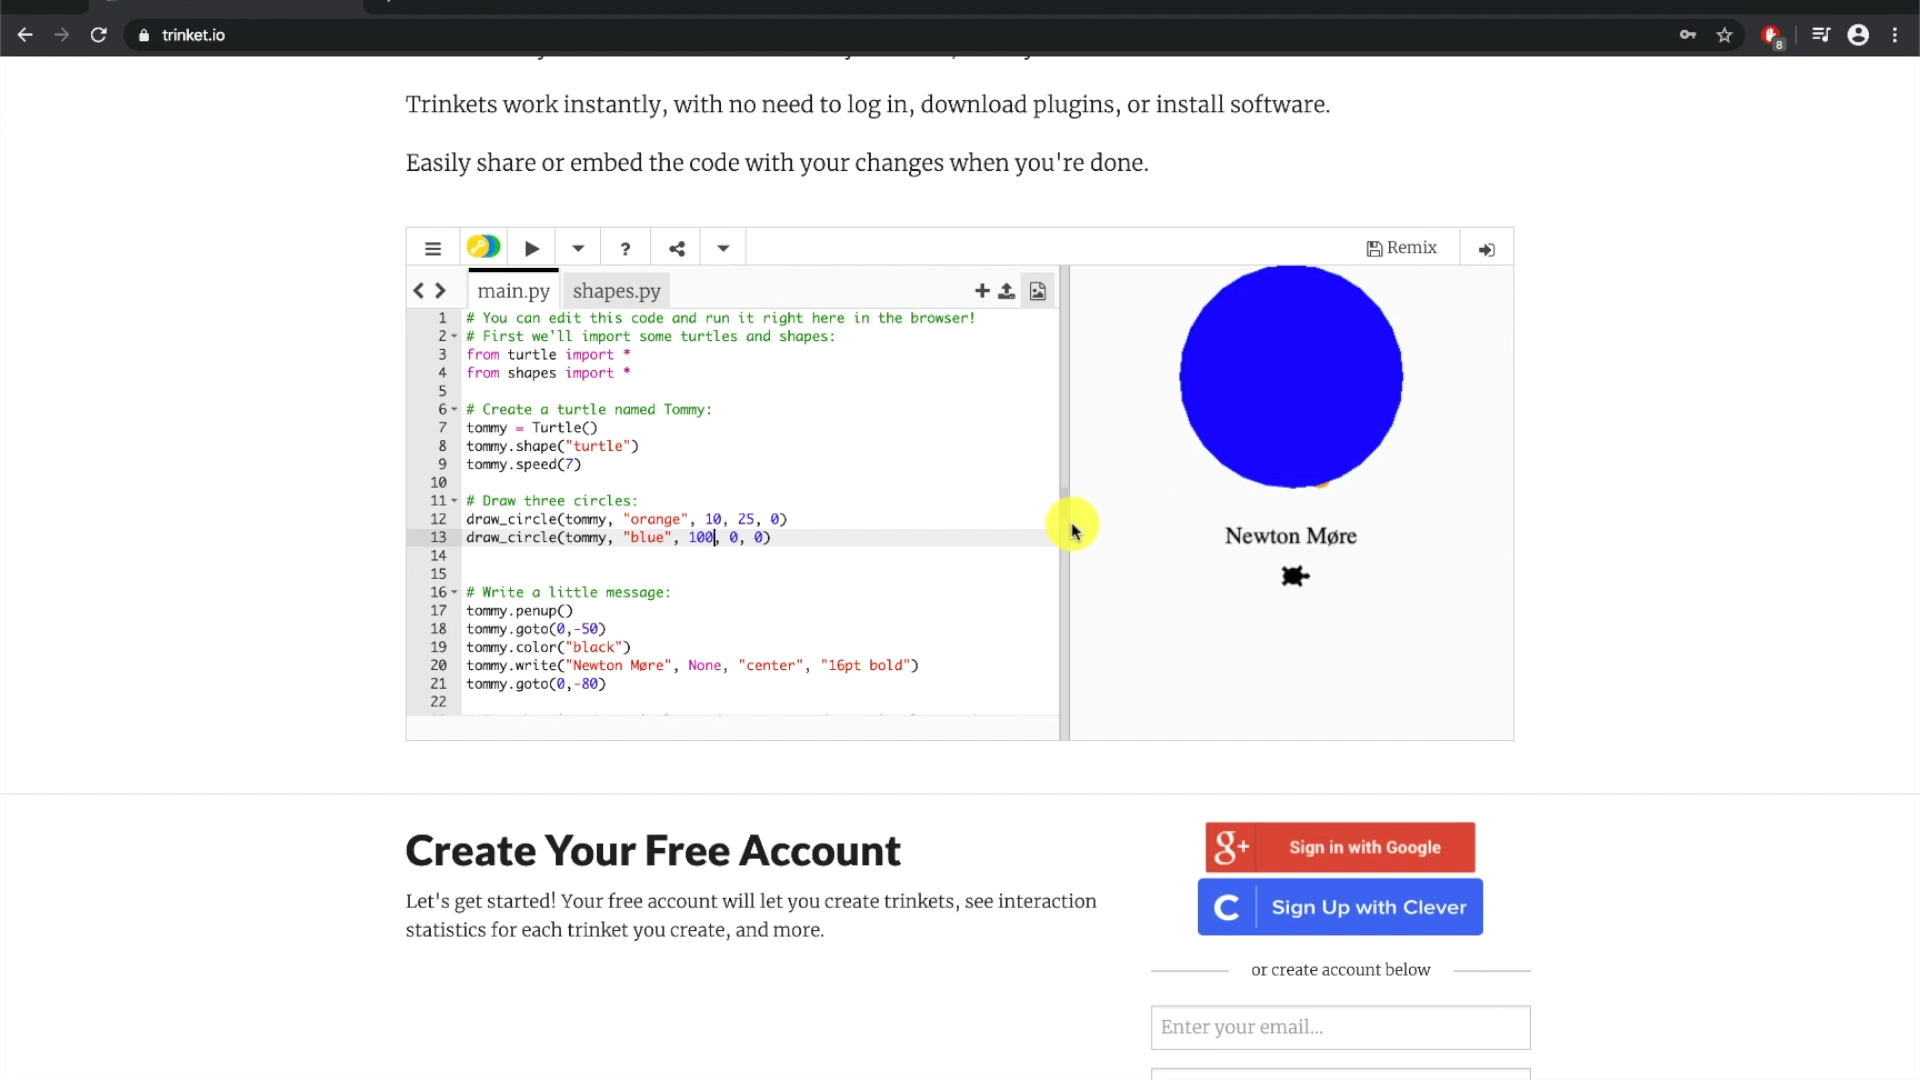 trinket.io
8
Trinkets work instantly, with no need to log in, download plugins, or install software.
Easily share or embed the code with your changes when you're done.
?
Remix
main.py
shapes.py
1 # You can edit this code and run it right here in the browser!
2 # First we'll import some turtles and shapes:
3 from turtle import *
4 from shapes import *
5
6 # Create a turtle named Tommy:
7 tommy = Turtle()
8 tommy.shape("turtle")
9 tommy.speed(7)
10
11 # Draw three circles:
12 draw_circle(tommy, "orange", 10, 25, 0)
13 draw_circle(tommy, "blue", 100, 0, 0)
14
15
16 # Write a little message:
17 tommy.penup()
18 tommy.goto(0,-50)
19 tommy.color("black")
20 tommy.write("Newton Møre", None, "center", "16pt bold")
21 tommy.goto(0,-80)
22
Newton Møre
Create Your Free Account
Let's get started! Your free account will let you create trinkets, see interaction
statistics for each trinket you create, and more.
g+ Sign in with Google
C Sign Up with Clever
or create account below
Enter your email...